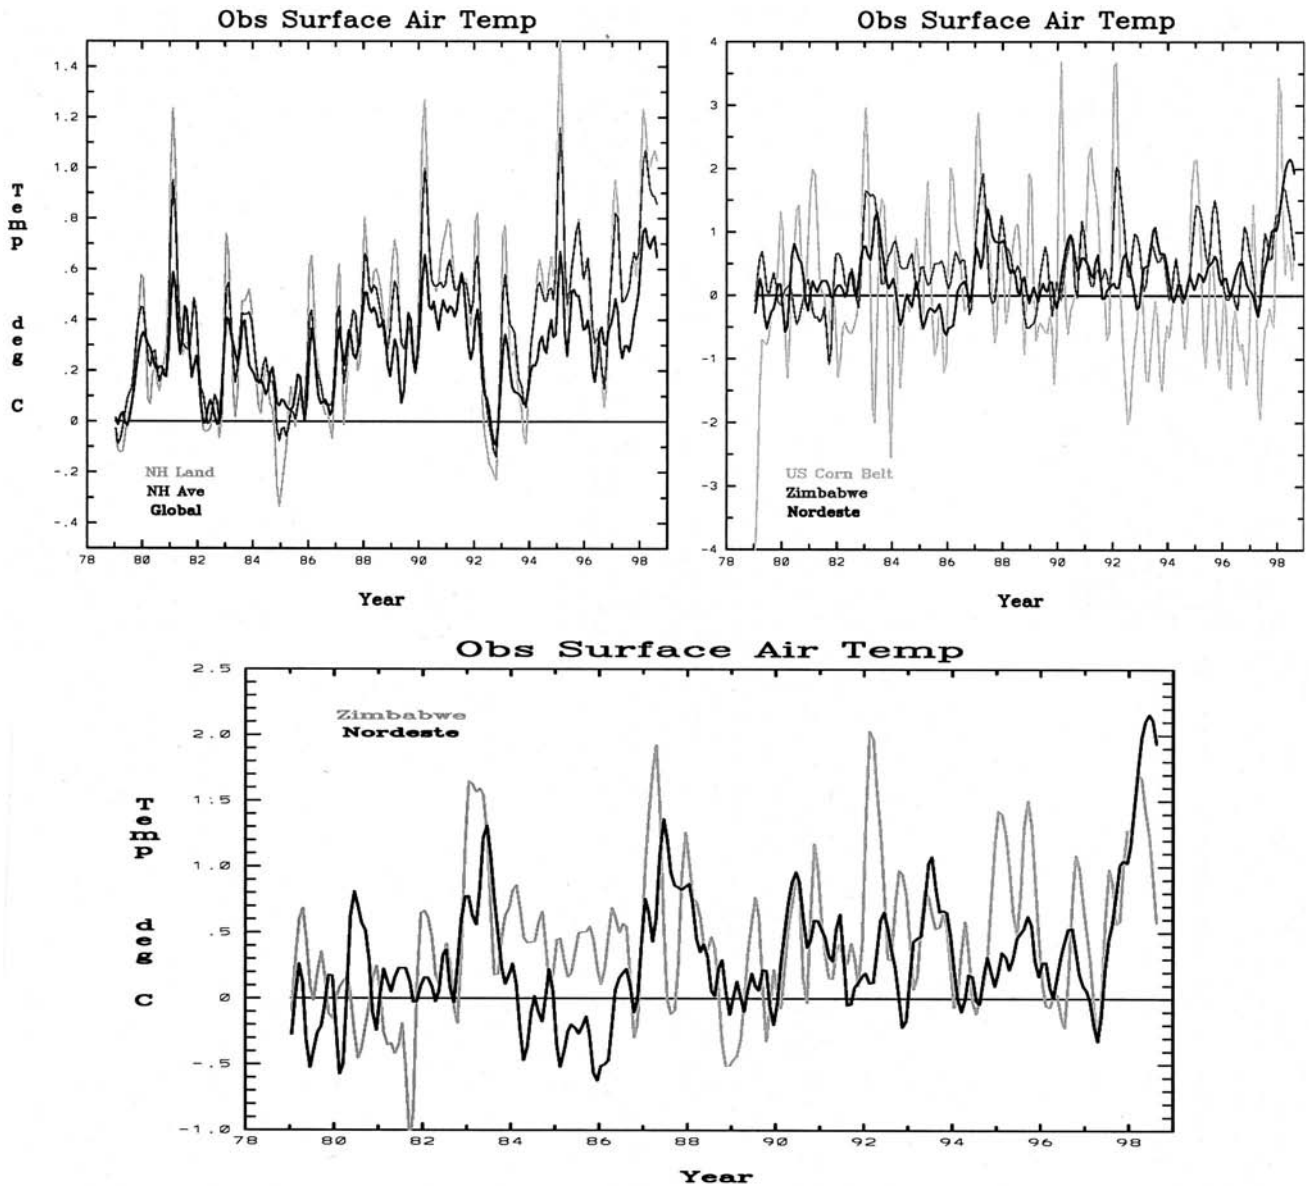 Obs Surface Air Temp
1.4
1.2
1.0
.8
.6
.4
.2
0
-.2
-.4
Temp deg C
NH Land
NH Ave
Global
78 80 82 84 86 88 90 92 94 96 98
Year
Obs Surface Air Temp
4
3
2
1
0
-1
-2
-3
-4
US Corn Belt
Zimbabwe
Nordeste
78 80 82 84 86 88 90 92 94 96 98
Year
Obs Surface Air Temp
2.5
2.0
1.5
1.0
.5
0
-.5
-1.0
Temp deg C
Zimbabwe
Nordeste
78 80 82 84 86 88 90 92 94 96 98
Year